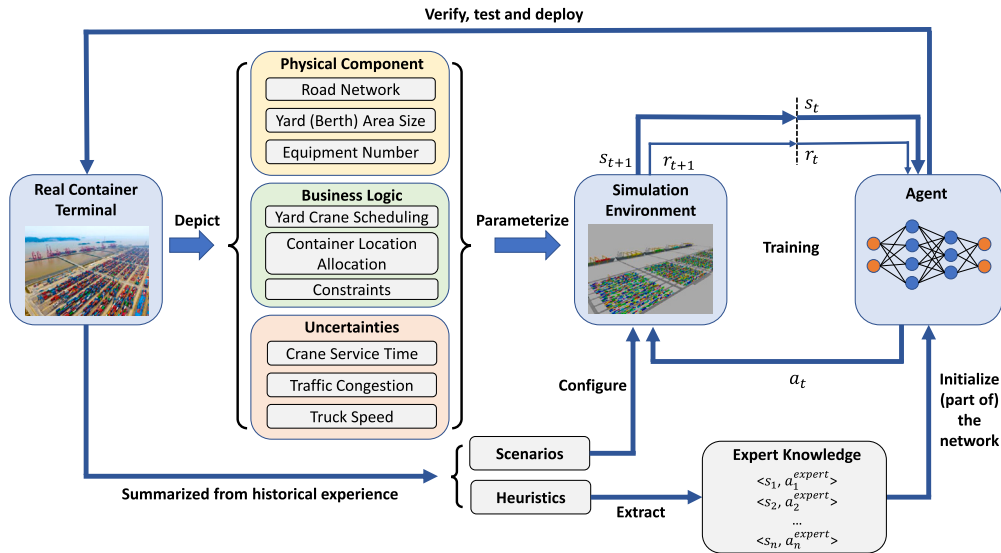 Verify, test and deploy
Physical Component
Road Network
Yard (Berth) Area Size
Equipment Number
Real Container
Terminal
Depict
Business Logic
Yard Crane Scheduling
Container Location
Allocation
Constraints
Uncertainties
Crane Service Time
Traffic Congestion
Truck Speed
Parameterize
s_{t+1}
r_{t+1}
s_t
r_t
Simulation
Environment
Training
Agent
a_t
Configure
Initialize
(part of)
the
network
Summarized from historical experience
Scenarios
Heuristics
Extract
Expert Knowledge
<s_1, a_1^{expert}>
<s_2, a_2^{expert}>
...
<s_n, a_n^{expert}>